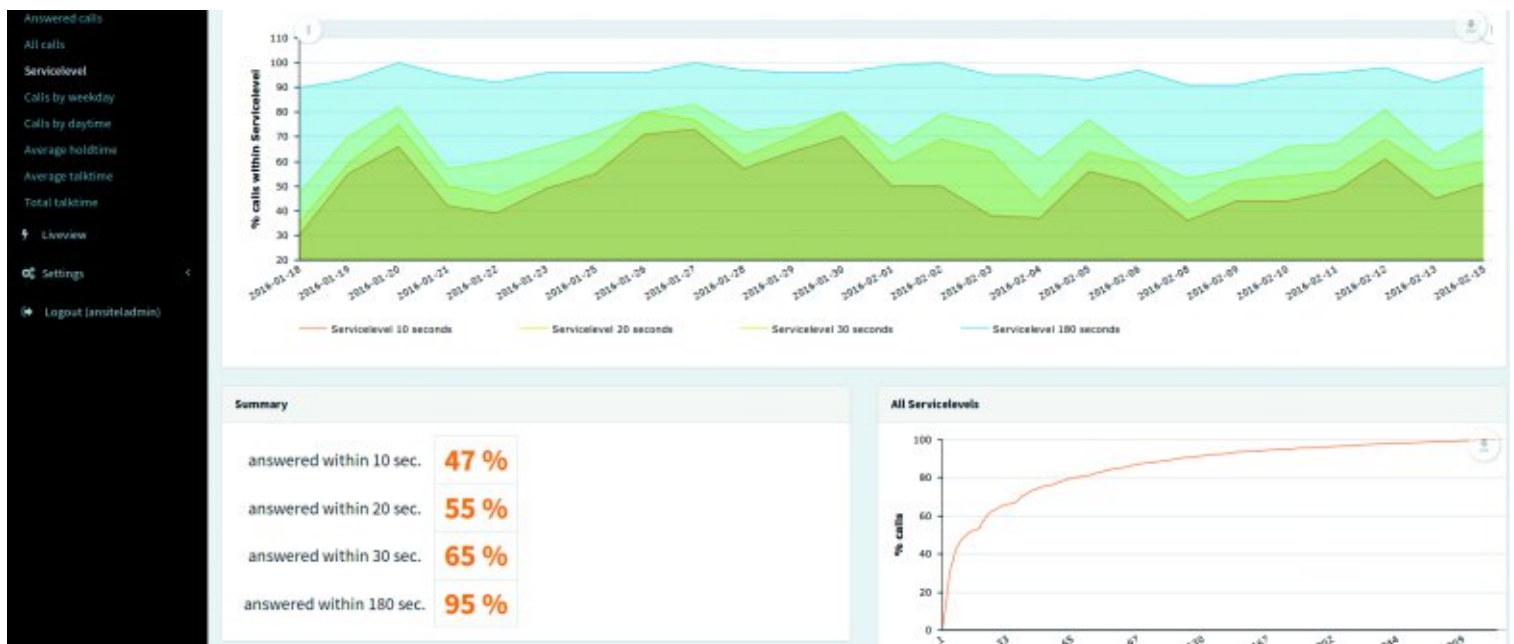 Answered calls
All calls
Servicelevel
Calls by weekday
Calls by daytime
Average holdtime
Average talktime
Total talktime
Liveview
Settings
Logout (ansiteladmin)
% calls within Servicelevel
110
100
90
80
70
60
50
40
30
20
2016-01-18
2016-01-19
2016-01-20
2016-01-21
2016-01-22
2016-01-23
2016-01-25
2016-01-26
2016-01-27
2016-01-28
2016-01-29
2016-01-30
2016-02-01
2016-02-02
2016-02-03
2016-02-04
2016-02-05
2016-02-06
2016-02-08
2016-02-09
2016-02-10
2016-02-11
2016-02-12
2016-02-13
2016-02-15
Servicelevel 10 seconds
Servicelevel 20 seconds
Servicelevel 30 seconds
Servicelevel 180 seconds
Summary
answered within 10 sec. 47 %
answered within 20 sec. 55 %
answered within 30 sec. 65 %
answered within 180 sec. 95 %
All Servicelevels
% calls
100
80
60
40
20
0